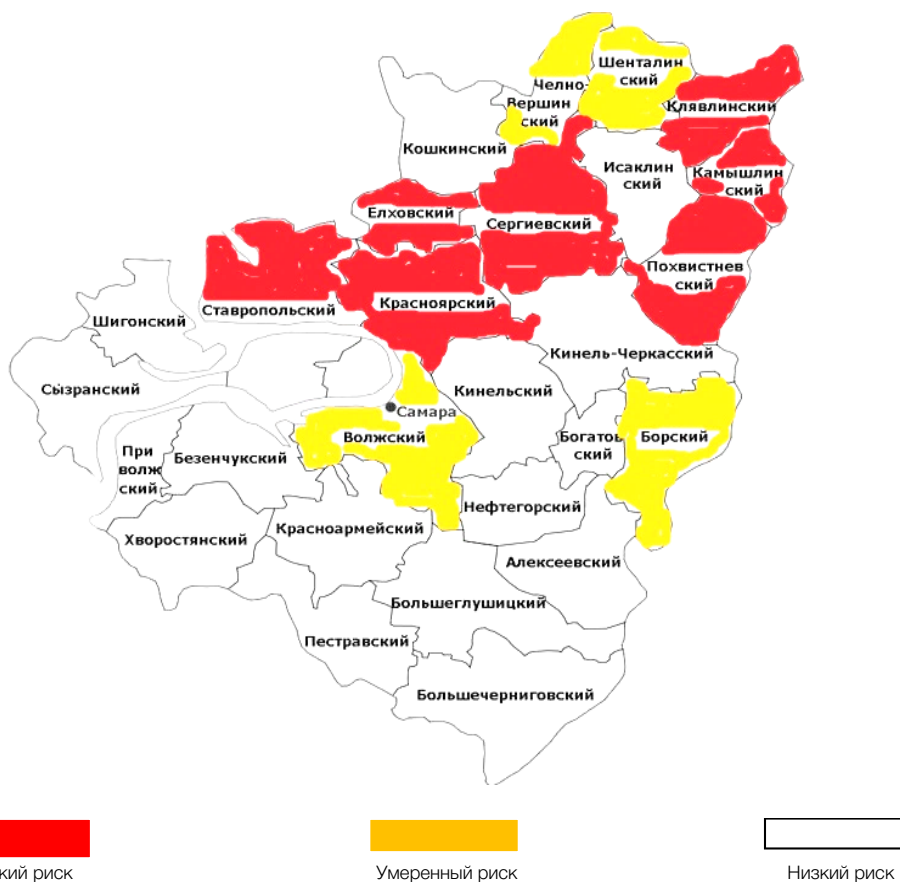 Шенталин
ский
Челно-
Вершин
ский
Клявлинский
Кошкинский
Исаклин
ский
Камышлин
ский
Елховский
Сергиевский
Похвистнев
ский
Ставропольский
Красноярский
Шигонский
Кинель-Черкасский
Сызранский
Кинельский
Самара
Волжский
Богатов
ский
Борский
При
волж
ский
Безенчукский
Нефтегорский
Хворостянский
Красноармейский
Алексеевский
Большеглушицкий
Пестравский
Большечерниговский
кий риск
Умеренный риск
Низкий риск